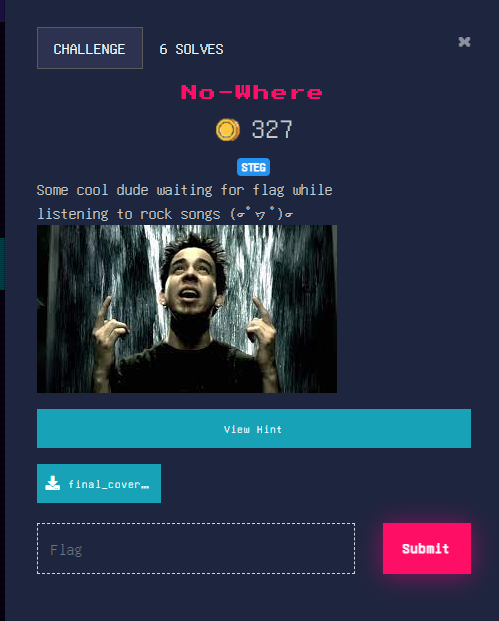 CHALLENGE
6 SOLVES
No-Where
327
STEG
Some cool dude waiting for flag while
listening to rock songs
View Hint
final_cover…
Flag
Submit